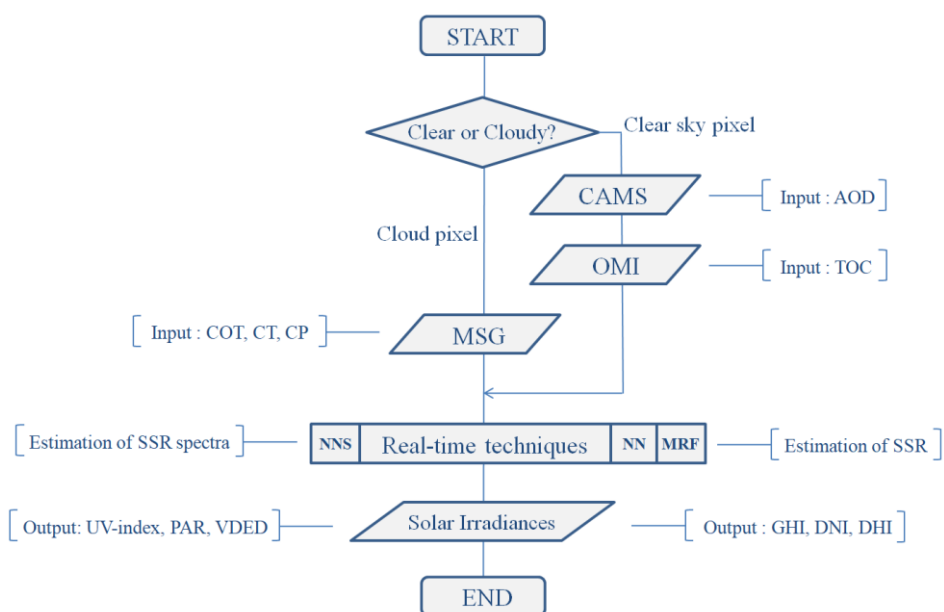 START
Clear or Cloudy?
Clear sky pixel
CAMS
Input : AOD
Cloud pixel
OMI
Input : TOC
Input : COT, CT, CP
MSG
Estimation of SSR spectra
NNS
Real-time techniques
NN
MRF
Estimation of SSR
Output: UV-index, PAR, VDED
Solar Irradiances
Output : GHI, DNI, DHI
END